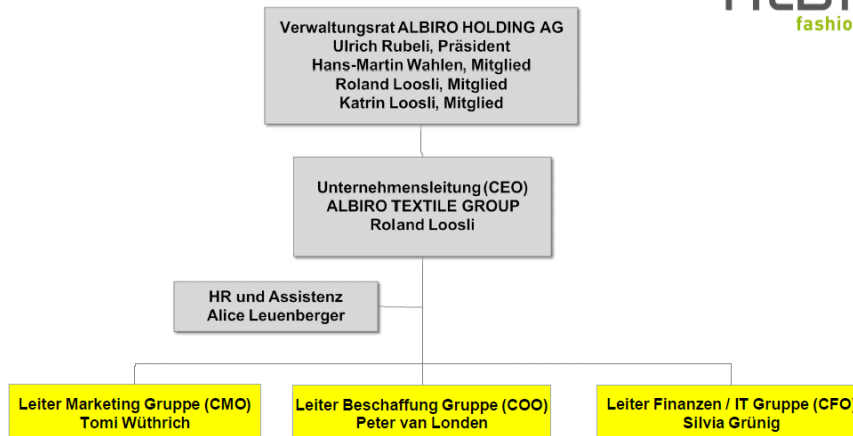 fashio
Verwaltungsrat ALBIRO HOLDING AG
Ulrich Rubeli, Präsident
Hans-Martin Wahlen, Mitglied
Roland Loosli, Mitglied
Katrin Loosli, Mitglied
Unternehmensleitung (CEO)
ALBIRO TEXTILE GROUP
Roland Loosli
HR und Assistenz
Alice Leuenberger
Leiter Marketing Gruppe (CMO)
Tomi Wüthrich
Leiter Beschaffung Gruppe (COO)
Peter van Londen
Leiter Finanzen / IT Gruppe (CFO)
Silvia Grünig